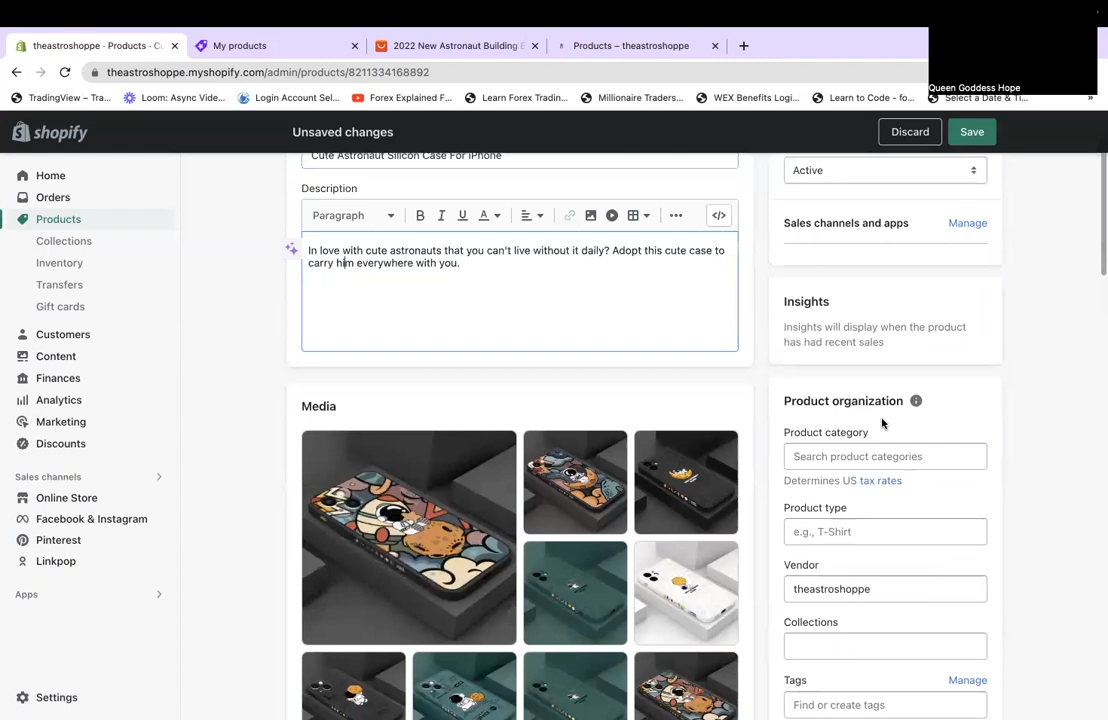 theastroshoppe · Products · Cu
My products
2022 New Astronaut Building B
Products – theastroshoppe
theastroshoppe.myshopify.com/admin/products/8211334168892
TradingView – Tra...
Loom: Async Vide...
Login Account Sel...
Forex Explained F...
Learn Forex Tradin...
Millionaire Traders...
WEX Benefits Logi...
Learn to Code - fo...
Select a Date & Ti...
Queen Goddess Hope
shopify
Unsaved changes
Discard
Save
Home
Orders
Products
Collections
Inventory
Transfers
Gift cards
Customers
Content
Finances
Analytics
Marketing
Discounts
Sales channels
Online Store
Facebook & Instagram
Pinterest
Linkpop
Apps
Settings
Cute Astronaut Silicon Case For iPhone
Description
Paragraph
B I U A
</>
In love with cute astronauts that you can't live without it daily? Adopt this cute case to
carry him everywhere with you.
Media
Active
Sales channels and apps
Manage
Insights
Insights will display when the product
has had recent sales
Product organization
Product category
Search product categories
Determines US tax rates
Product type
e.g., T-Shirt
Vendor
theastroshoppe
Collections
Tags
Manage
Find or create tags